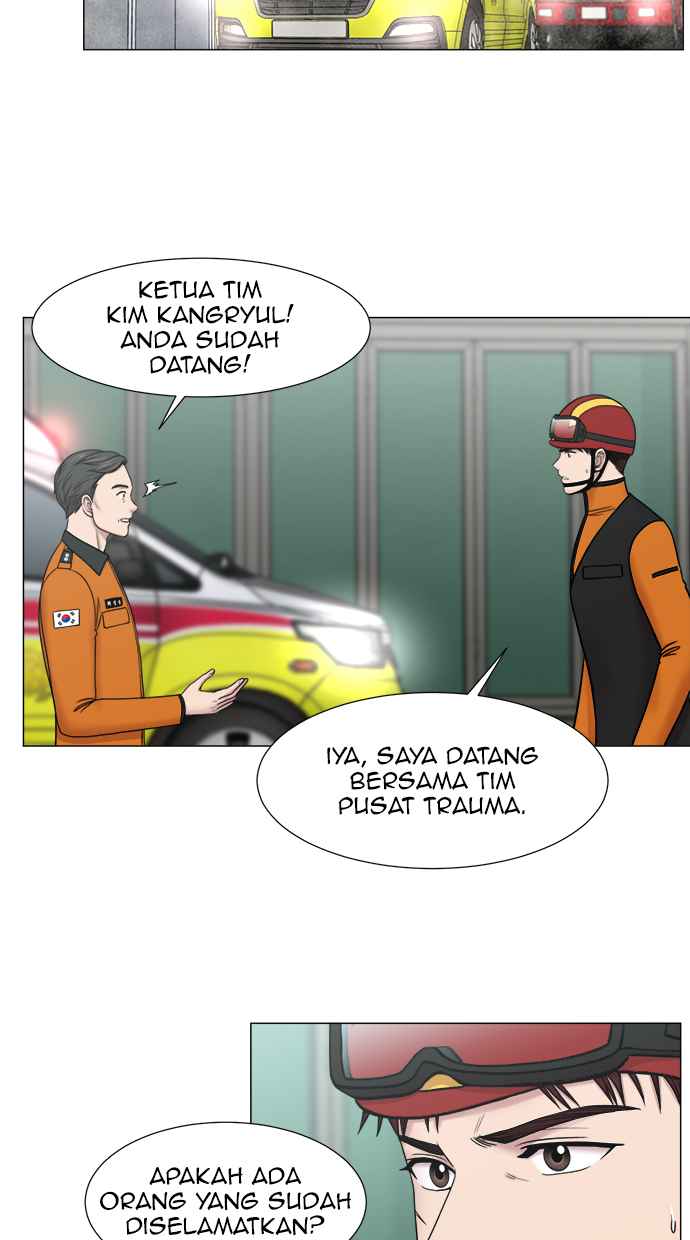 KETUA TIM
KIM KANGRYUL!
ANDA SUDAH
DATANG!
IYA, SAYA DATANG
BERSAMA TIM
PUSAT TRAUMA.
APAKAH ADA
ORANG YANG SUDAH
DISELAMATKAN?